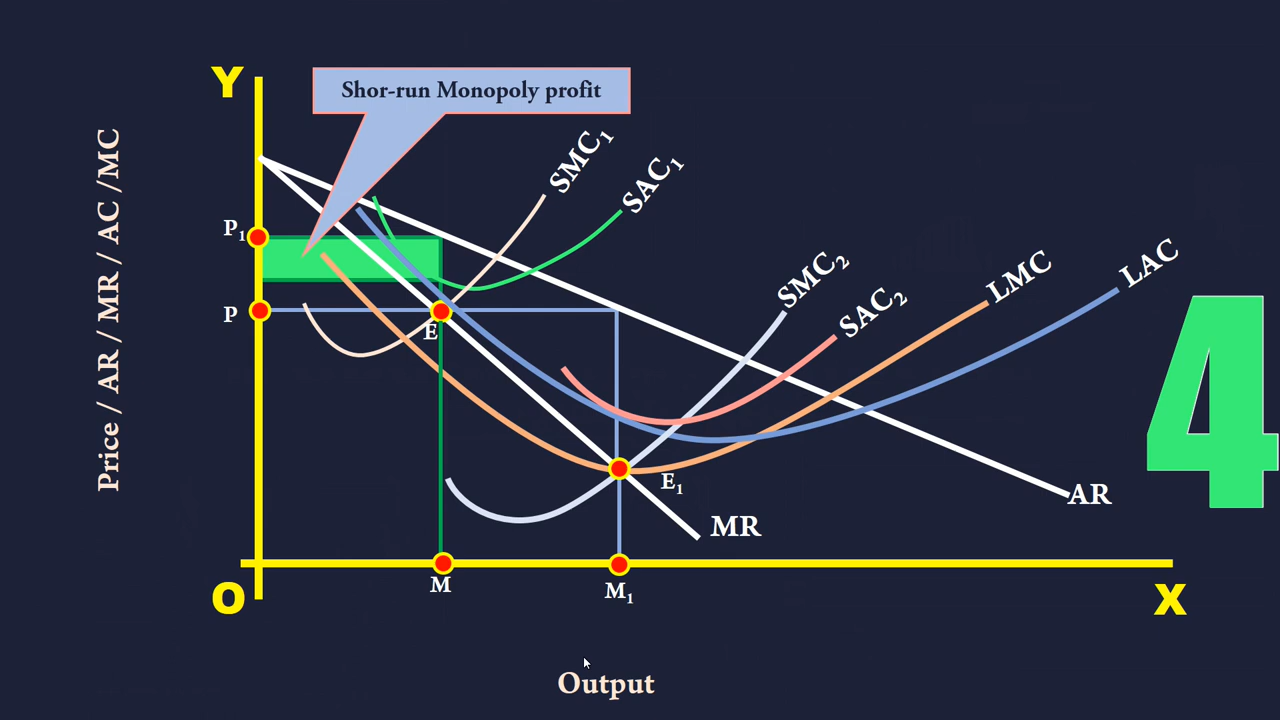 Y
Shor-run Monopoly profit
SMC₁
SAC₁
Price / AR / MR / AC /MC
P₁
P
E
SMC₂
SAC₂
LMC
LAC
4
E₁
MR
AR
M
M₁
O
X
Output